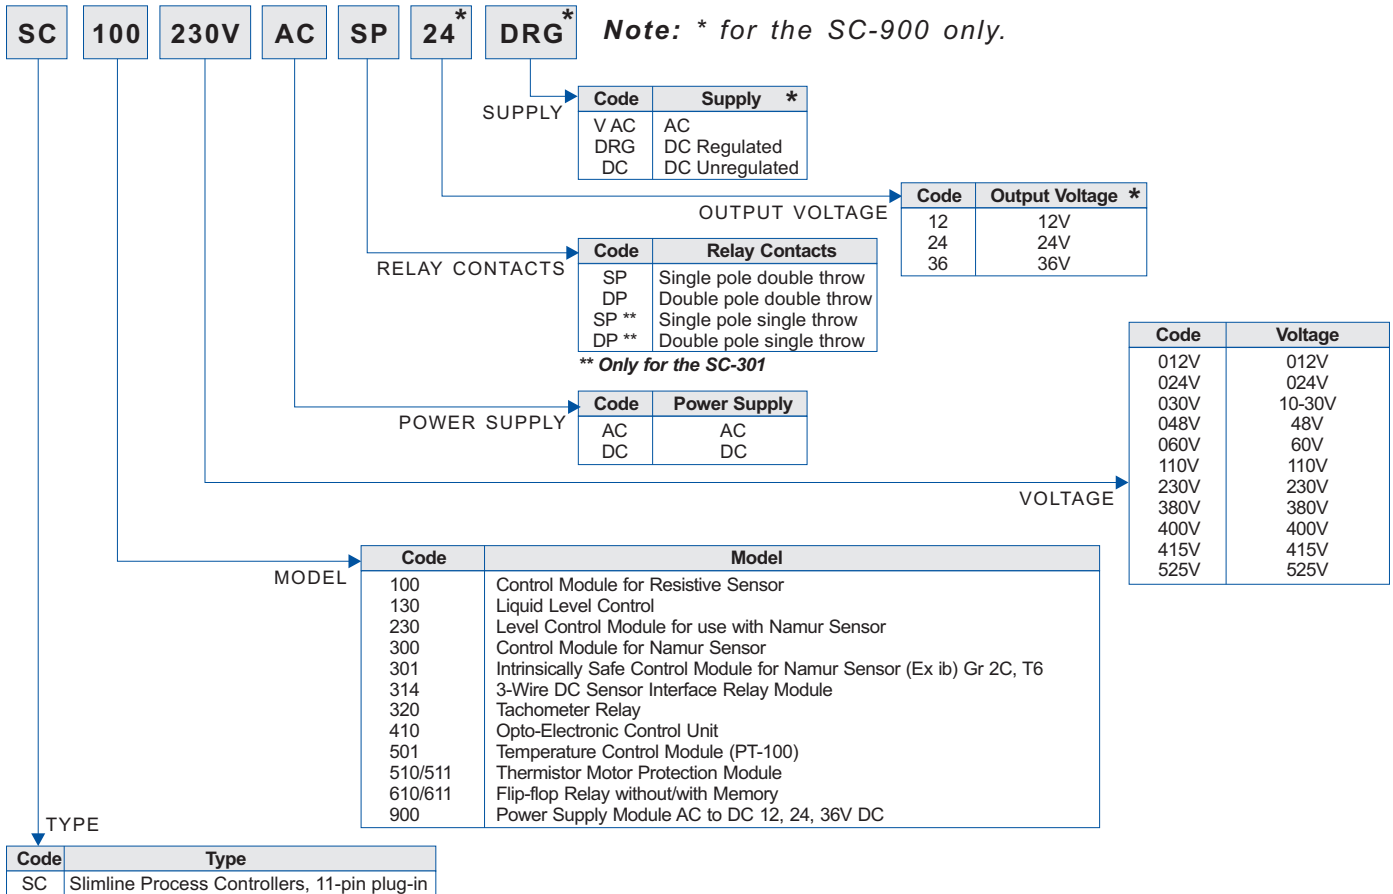 SC 100 230V AC SP 24* DRG* Note: * for the SC-900 only.
SUPPLY
Code Supply *
V AC AC
DRG DC Regulated
DC DC Unregulated
OUTPUT VOLTAGE
Code Output Voltage *
12 12V
24 24V
36 36V
RELAY CONTACTS
Code Relay Contacts
SP Single pole double throw
DP Double pole double throw
SP ** Single pole single throw
DP ** Double pole single throw
** Only for the SC-301
POWER SUPPLY
Code Power Supply
AC AC
DC DC
VOLTAGE
Code Voltage
012V 012V
024V 024V
030V 10-30V
048V 48V
060V 60V
110V 110V
230V 230V
380V 380V
400V 400V
415V 415V
525V 525V
MODEL
Code Model
100 Control Module for Resistive Sensor
130 Liquid Level Control
230 Level Control Module for use with Namur Sensor
300 Control Module for Namur Sensor
301 Intrinsically Safe Control Module for Namur Sensor (Ex ib) Gr 2C, T6
314 3-Wire DC Sensor Interface Relay Module
320 Tachometer Relay
410 Opto-Electronic Control Unit
501 Temperature Control Module (PT-100)
510/511 Thermistor Motor Protection Module
610/611 Flip-flop Relay without/with Memory
900 Power Supply Module AC to DC 12, 24, 36V DC
TYPE
Code Type
SC Slimline Process Controllers, 11-pin plug-in